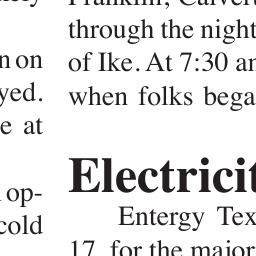 n on
yed.
e at
op-
cold
Franklin, Calvert
through the night
of Ike. At 7:30 an
when folks bega
Electricit
Entergy Tex
17, for the major